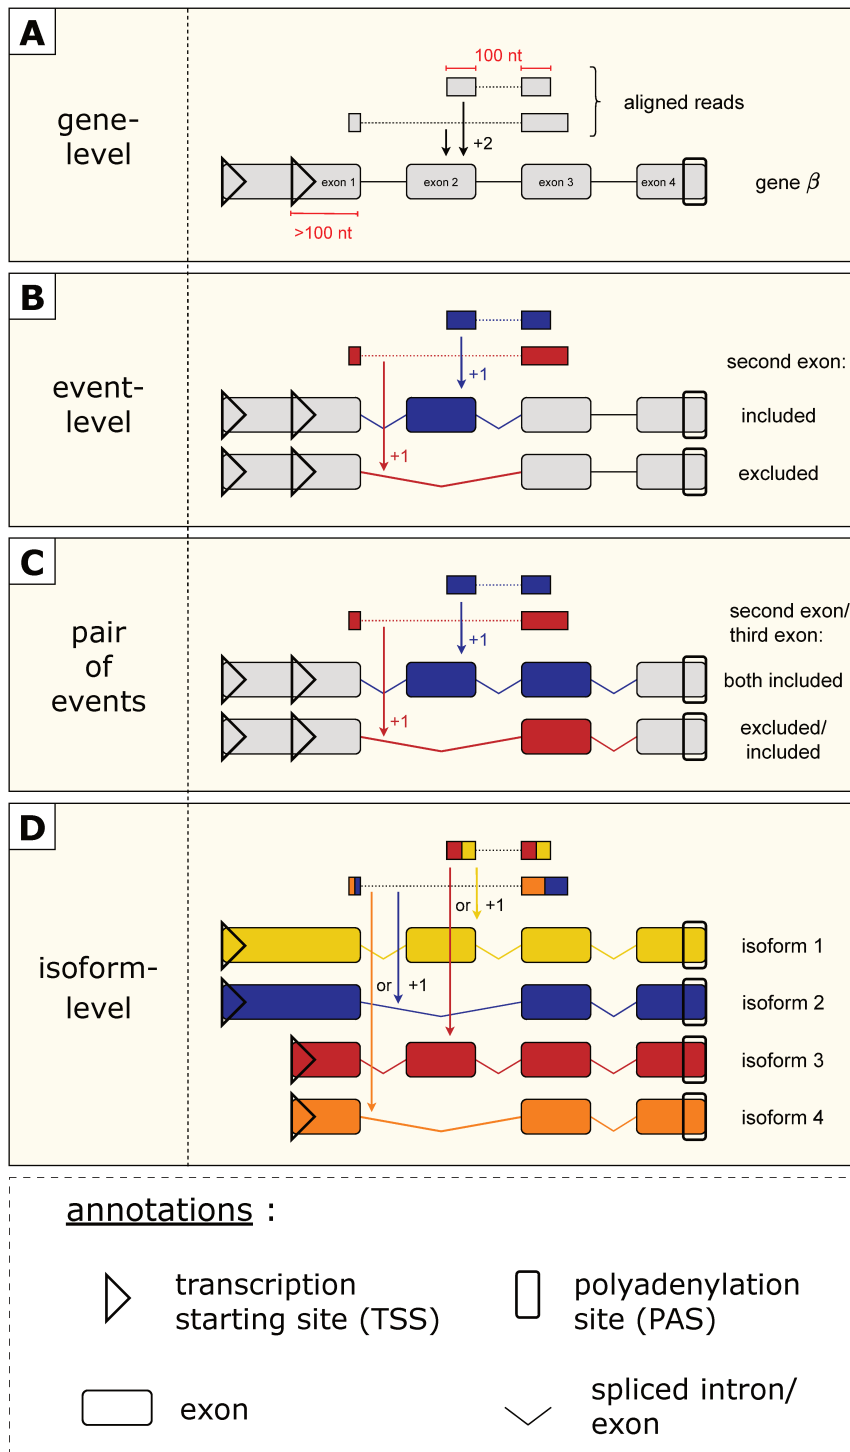 A
gene-
level
100 nt
aligned reads
+2
exon 1
exon 2
exon 3
exon 4
gene β
>100 nt
B
event-
level
second exon:
+1
included
+1
excluded
C
pair
of
events
second exon/
third exon:
+1
both included
+1
excluded/
included
D
isoform-
level
or +1
isoform 1
or +1
isoform 2
isoform 3
isoform 4
annotations :
transcription
starting site (TSS)
polyadenylation
site (PAS)
exon
spliced intron/
exon